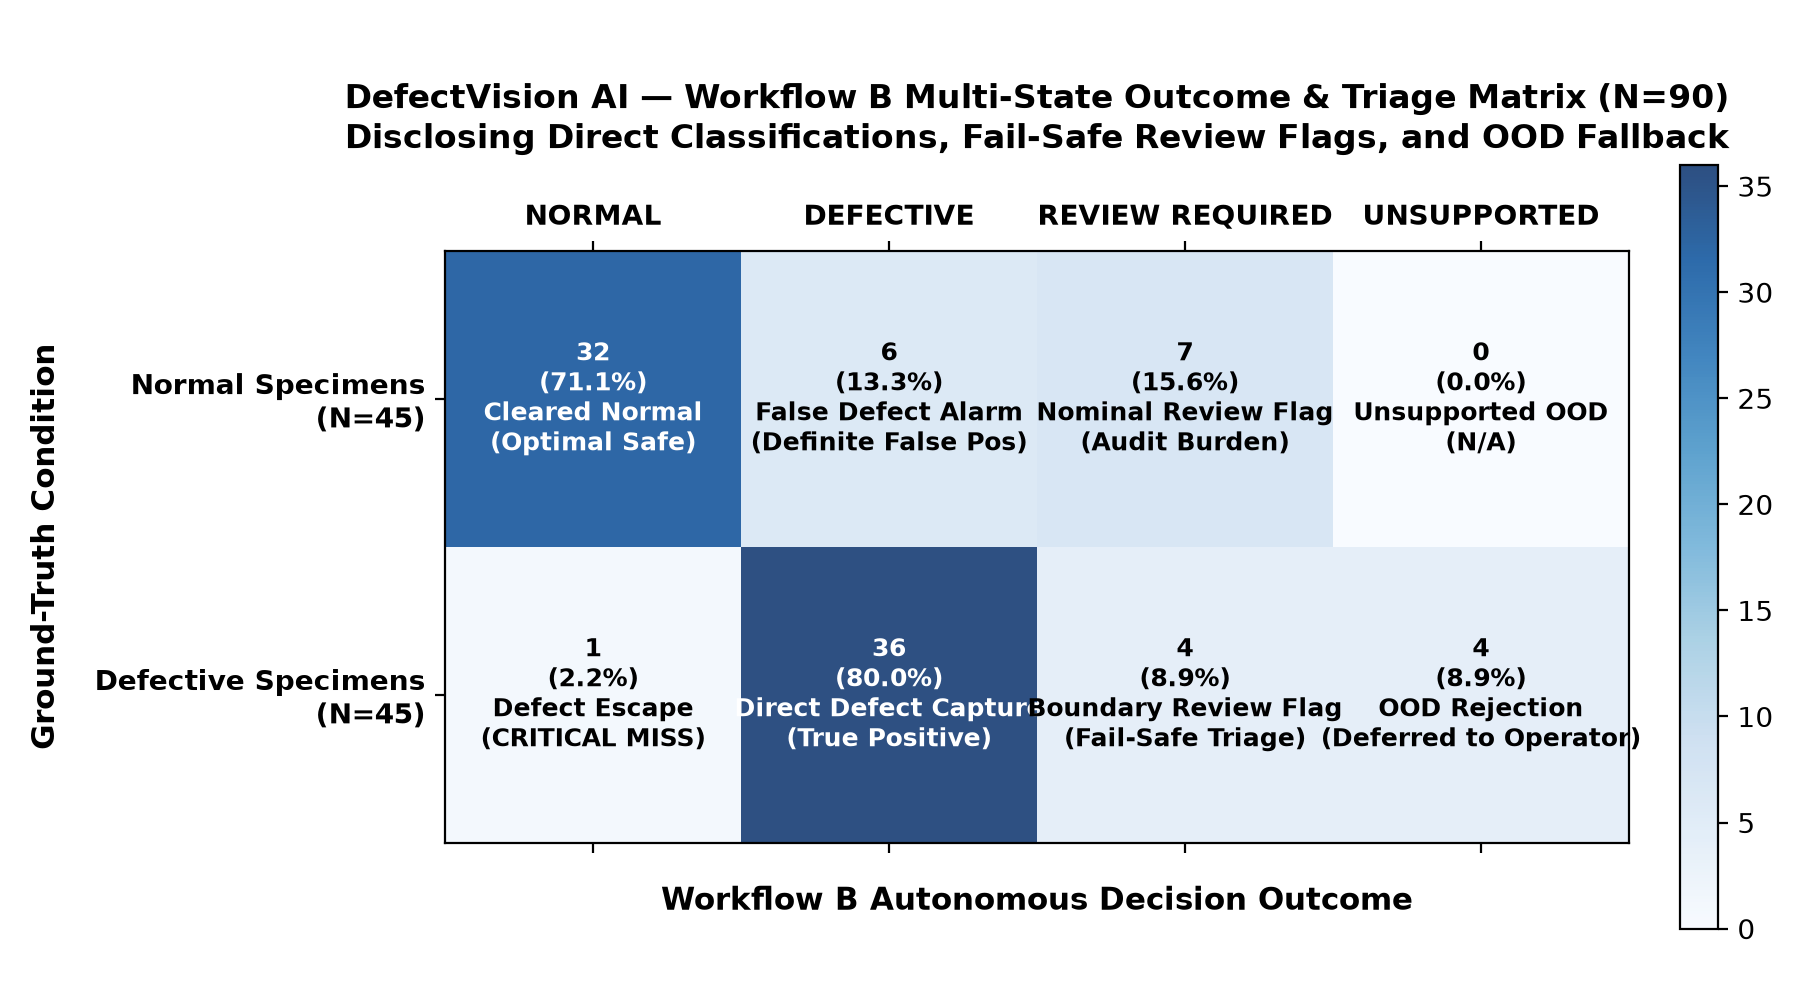 DefectVision AI — Workflow B Multi-State Outcome & Triage Matrix (N=90)
Disclosing Direct Classifications, Fail-Safe Review Flags, and OOD Fallback
NORMAL
DEFECTIVE
REVIEW REQUIRED
UNSUPPORTED
Ground-Truth Condition
Normal Specimens
(N=45)
32
(71.1%)
Cleared Normal
(Optimal Safe)
6
(13.3%)
False Defect Alarm
(Definite False Pos)
7
(15.6%)
Nominal Review Flag
(Audit Burden)
0
(0.0%)
Unsupported OOD
(N/A)
Defective Specimens
(N=45)
1
(2.2%)
Defect Escape
(CRITICAL MISS)
36
(80.0%)
Direct Defect Capture
(True Positive)
4
(8.9%)
Boundary Review Flag
(Fail-Safe Triage)
4
(8.9%)
OOD Rejection
(Deferred to Operator)
Workflow B Autonomous Decision Outcome
35
30
25
20
15
10
5
0